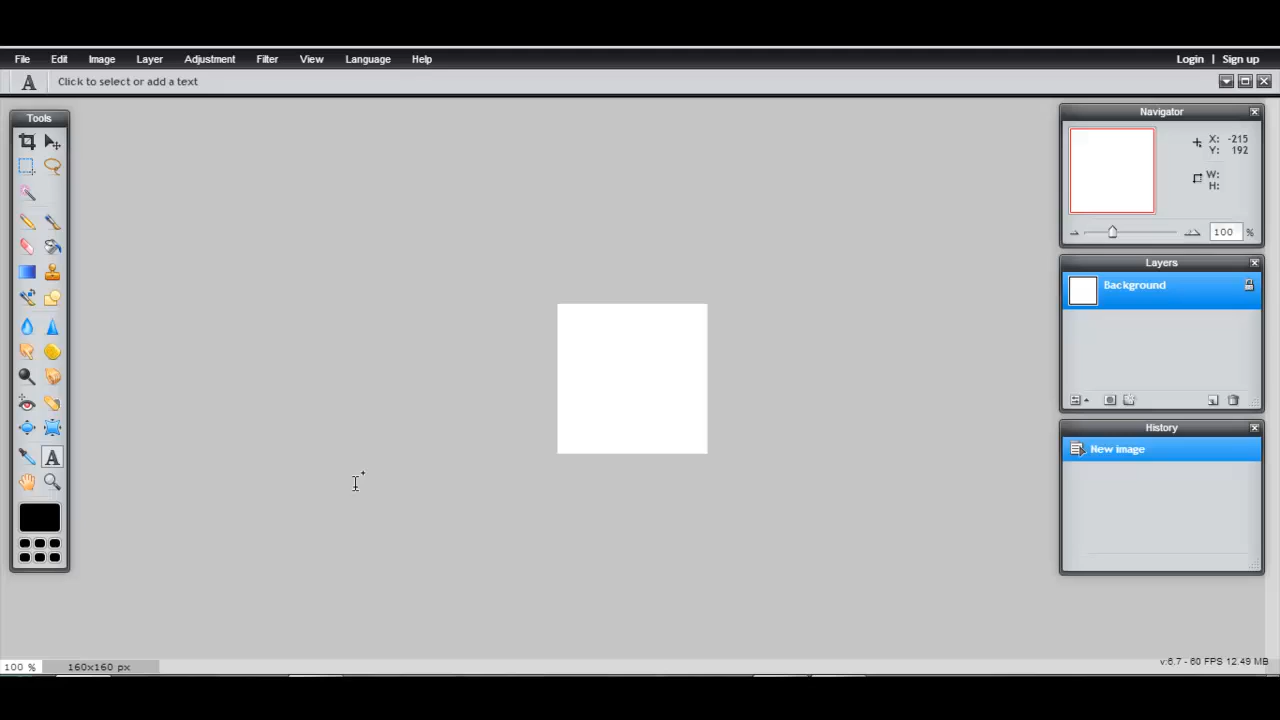 File Edit Image Layer Adjustment Filter View Language Help Login | Sign up
A Click to select or add a text
Tools
A
Navigator
X: -215
Y: 192
W:
H:
100 %
Layers
Background
History
New image
100 % 160x160 px
v:6.7 - 60 FPS 12.49 MB